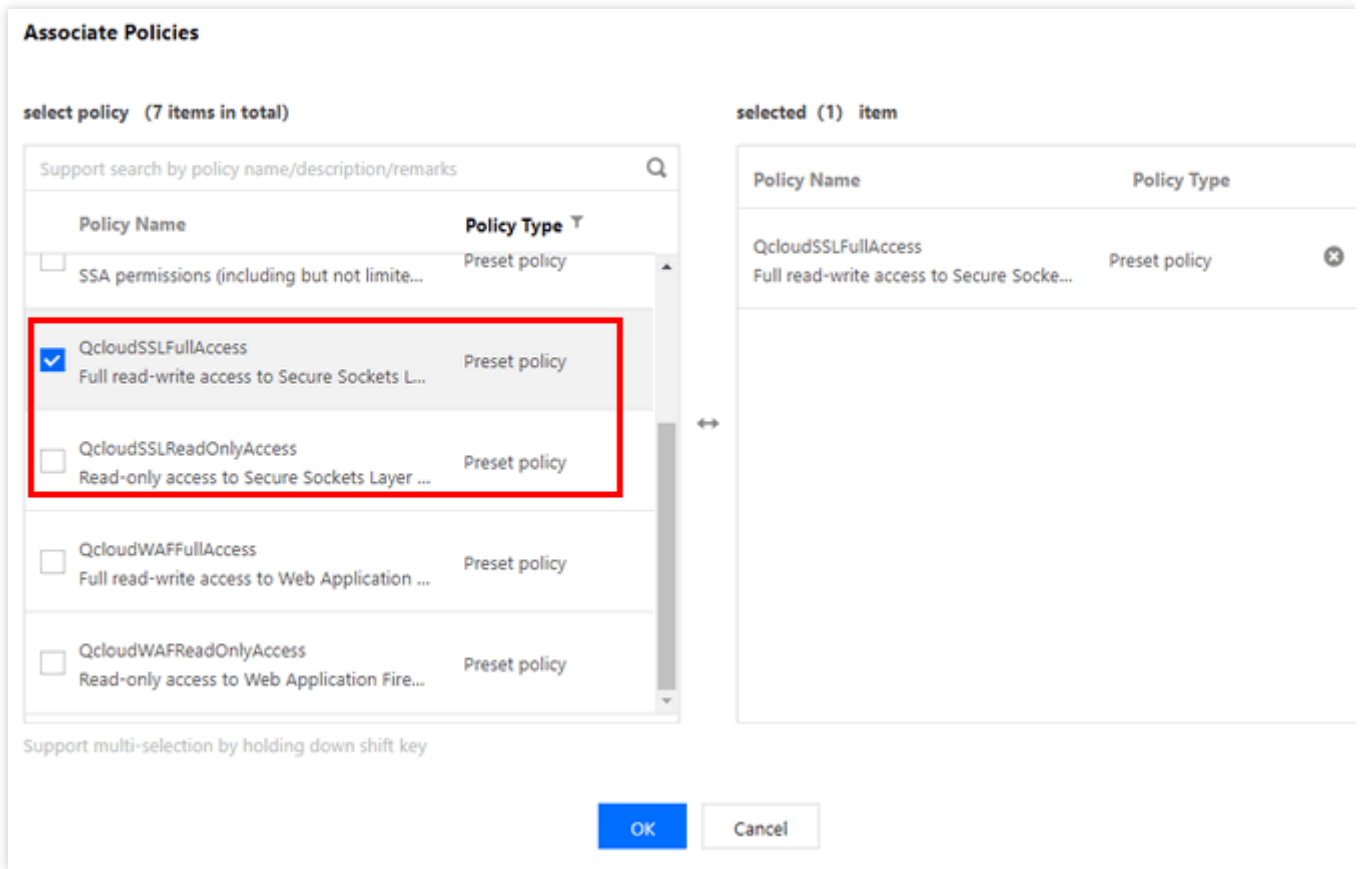 Associate Policies
select policy (7 items in total)
Support search by policy name/description/remarks
Policy Name Policy Type
SSA permissions (including but not limite... Preset policy
QcloudSSLFullAccess
Full read-write access to Secure Sockets L... Preset policy
QcloudSSLReadOnlyAccess
Read-only access to Secure Sockets Layer ... Preset policy
QcloudWAFFullAccess
Full read-write access to Web Application ... Preset policy
QcloudWAFReadOnlyAccess
Read-only access to Web Application Fire... Preset policy
Support multi-selection by holding down shift key
selected (1) item
Policy Name Policy Type
QcloudSSLFullAccess
Full read-write access to Secure Socke... Preset policy
OK Cancel